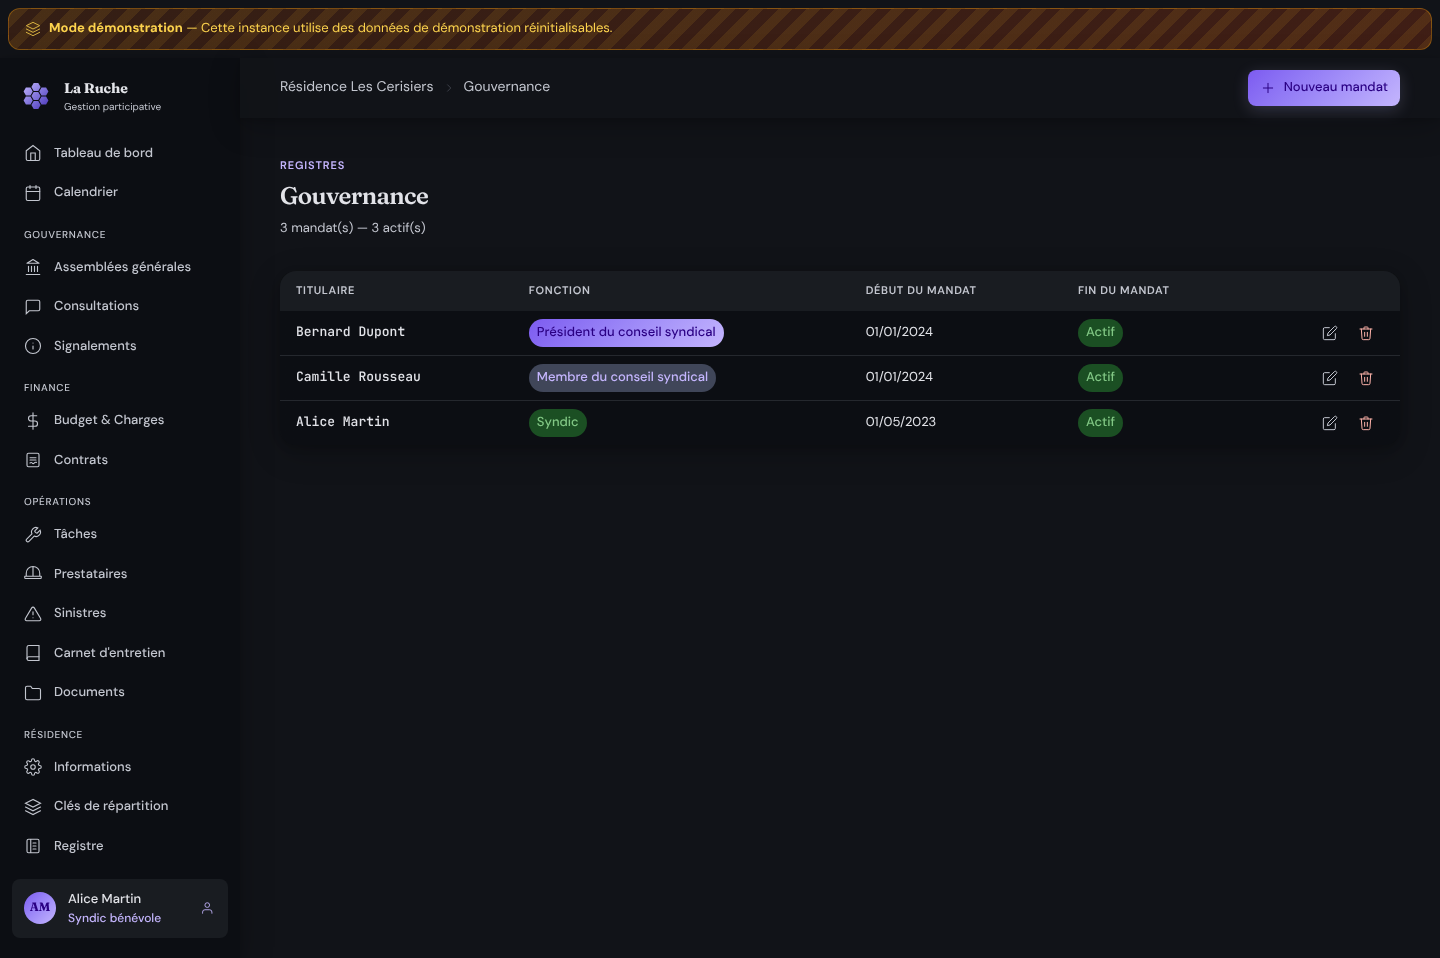 Mode démonstration — Cette instance utilise des données de démonstration réinitialisables.
La Ruche
Gestion participative
Tableau de bord
Calendrier
GOUVERNANCE
Assemblées générales
Consultations
Signalements
FINANCE
Budget & Charges
Contrats
OPÉRATIONS
Tâches
Prestataires
Sinistres
Carnet d'entretien
Documents
RÉSIDENCE
Informations
Clés de répartition
Registre
AM
Alice Martin
Syndic bénévole
Résidence Les Cerisiers > Gouvernance
+ Nouveau mandat
REGISTRES
Gouvernance
3 mandat(s) — 3 actif(s)
TITULAIRE FONCTION DÉBUT DU MANDAT FIN DU MANDAT
Bernard Dupont Président du conseil syndical 01/01/2024 Actif
Camille Rousseau Membre du conseil syndical 01/01/2024 Actif
Alice Martin Syndic 01/05/2023 Actif